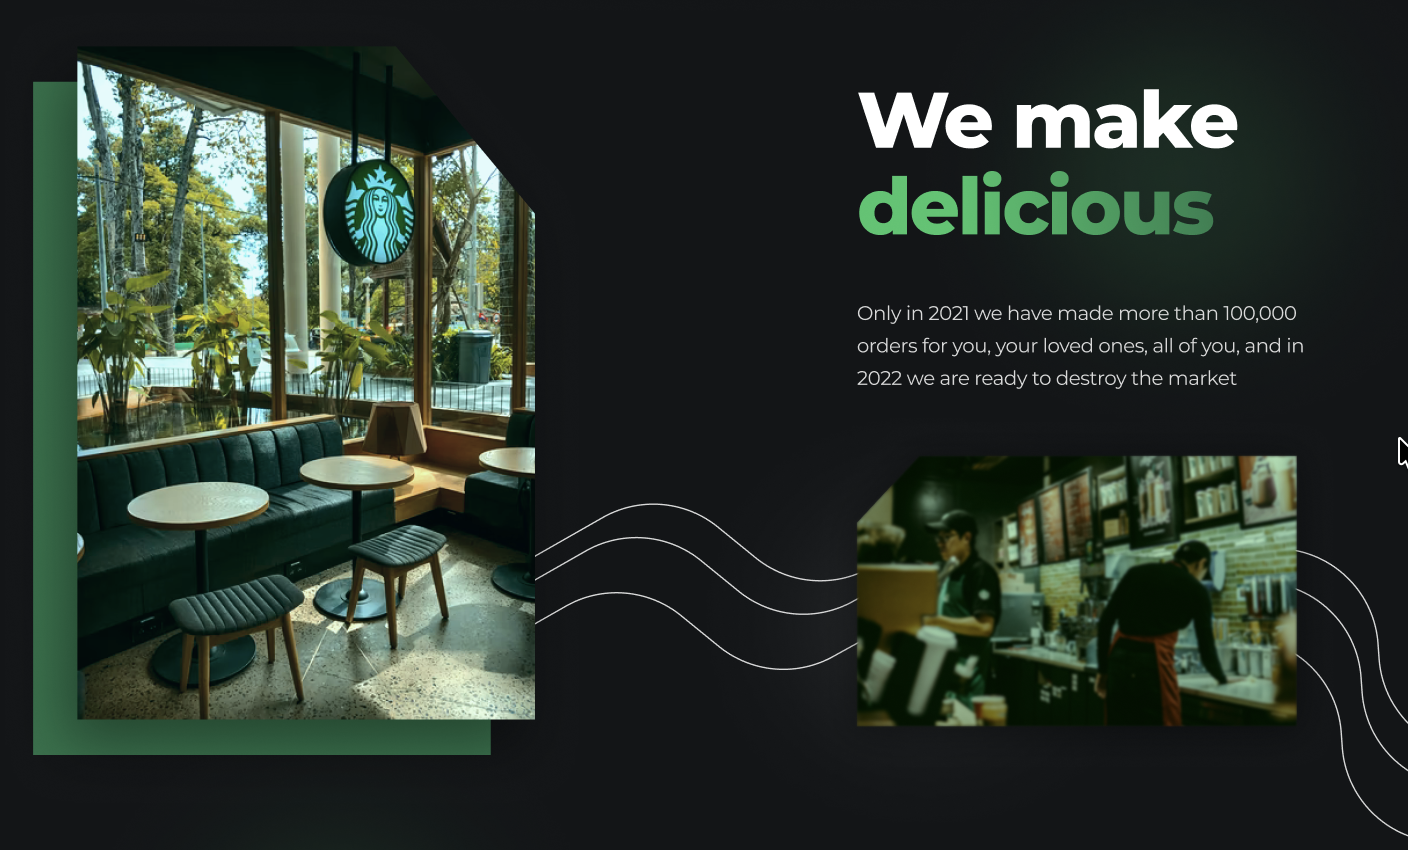 We make
delicious
Only in 2021 we have made more than 100,000
orders for you, your loved ones, all of you, and in
2022 we are ready to destroy the market